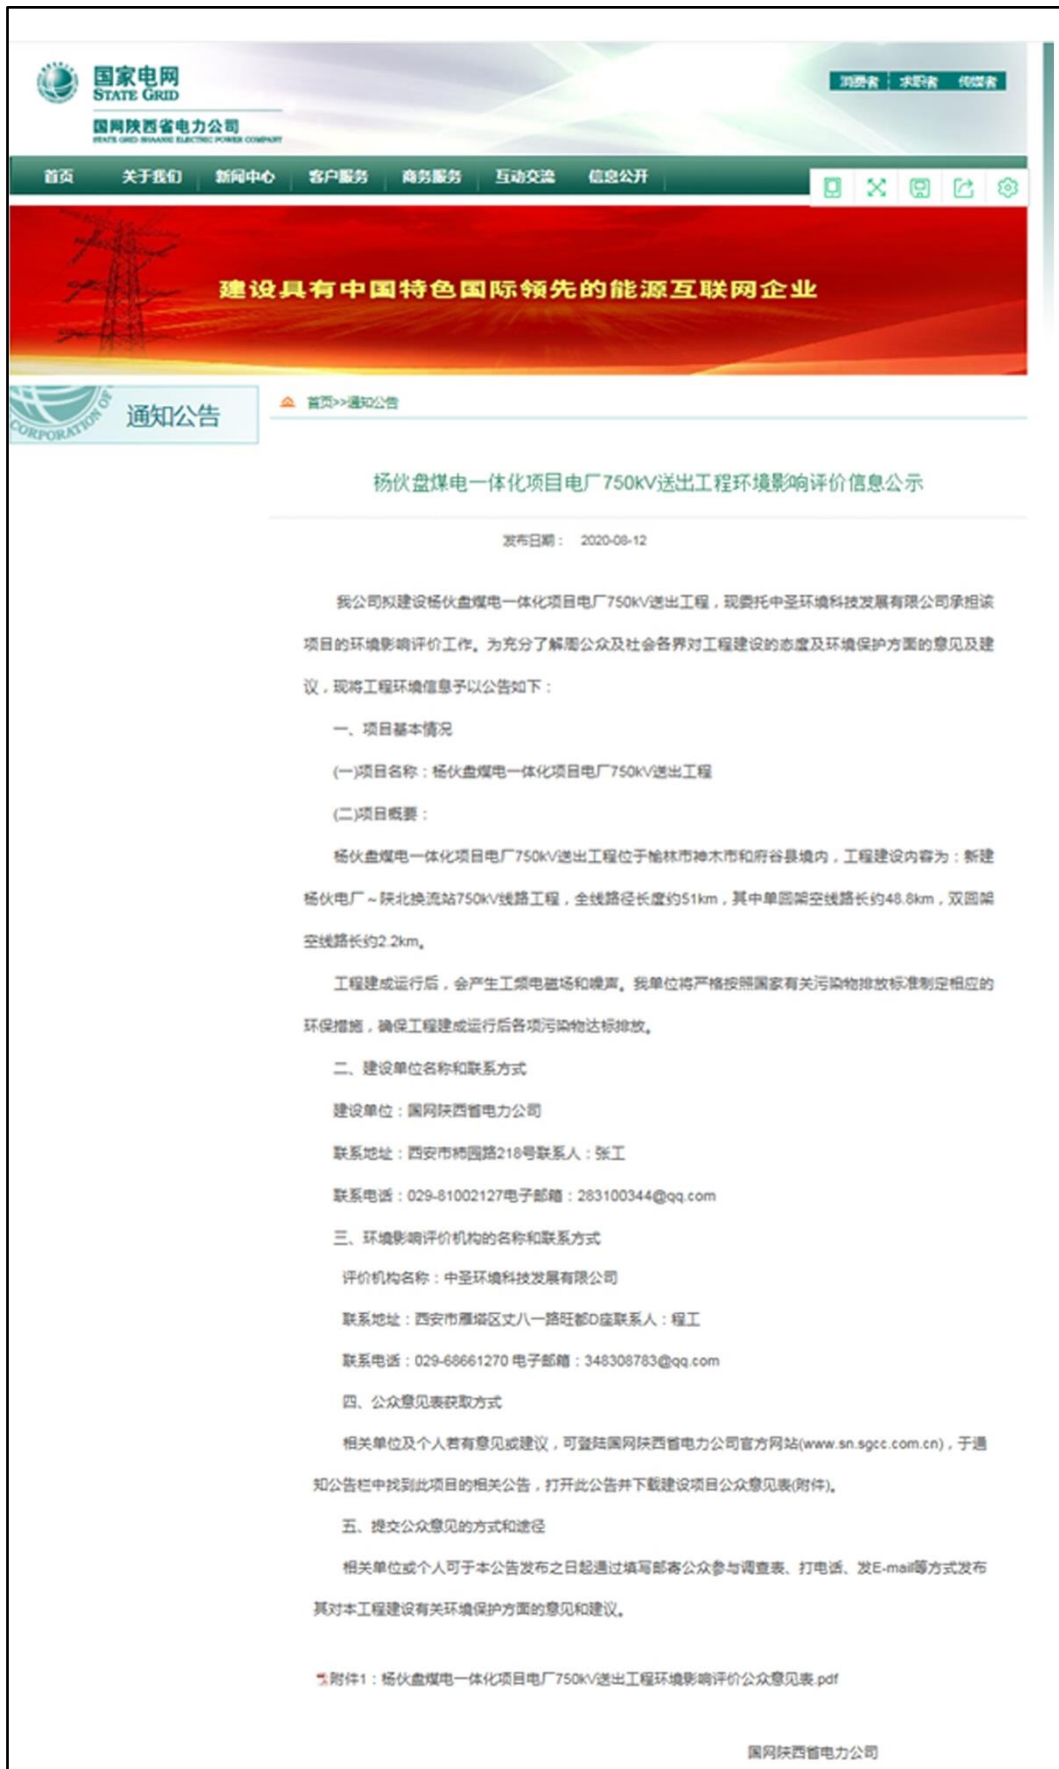 国家电网
STATE GRID
国网陕西省电力公司
STATE GRID SHAANXI ELECTRIC POWER COMPANY
消费者 求职者 传媒者
首页 关于我们 新闻中心 客户服务 商务服务 互动交流 信息公开
建设具有中国特色国际领先的能源互联网企业
CORPORATION OF
通知公告
首页>>通知公告
杨伙盘煤电一体化项目电厂750kV送出工程环境影响评价信息公示
发布日期： 2020-08-12
我公司拟建设杨伙盘煤电一体化项目电厂750kV送出工程，现委托中圣环境科技发展有限公司承担该
项目的环境影响评价工作。为充分了解周公众及社会各界对工程建设的态度及环境保护方面的意见及建
议，现将工程环境信息予以公告如下：
一、项目基本情况
(一)项目名称：杨伙盘煤电一体化项目电厂750kV送出工程
(二)项目概要：
杨伙盘煤电一体化项目电厂750kV送出工程位于榆林市神木市和府谷县境内，工程建设内容为：新建
杨伙电厂～陕北换流站750kV线路工程，全线路径长度约51km，其中单回架空线路长约48.8km，双回架
空线路长约2.2km。
工程建成运行后，会产生工频电磁场和噪声。我单位将严格按照国家有关污染物排放标准制定相应的
环保措施，确保工程建成运行后各项污染物达标排放。
二、建设单位名称和联系方式
建设单位：国网陕西省电力公司
联系地址：西安市柿园路218号联系人：张工
联系电话：029-81002127电子邮箱：283100344@qq.com
三、环境影响评价机构的名称和联系方式
评价机构名称：中圣环境科技发展有限公司
联系地址：西安市雁塔区丈八一路旺都D座联系人：程工
联系电话：029-68661270 电子邮箱：348308783@qq.com
四、公众意见表获取方式
相关单位及个人若有意见或建议，可登陆国网陕西省电力公司官方网站(www.sn.sgcc.com.cn)，于通
知公告栏中找到此项目的相关公告，打开此公告并下载建设项目公众意见表(附件)。
五、提交公众意见的方式和途径
相关单位或个人可于本公告发布之日起通过填写邮寄公众参与调查表、打电话、发E-mail等方式发布
其对本工程建设有关环境保护方面的意见和建议。
附件1：杨伙盘煤电一体化项目电厂750kV送出工程环境影响评价公众意见表.pdf
国网陕西省电力公司